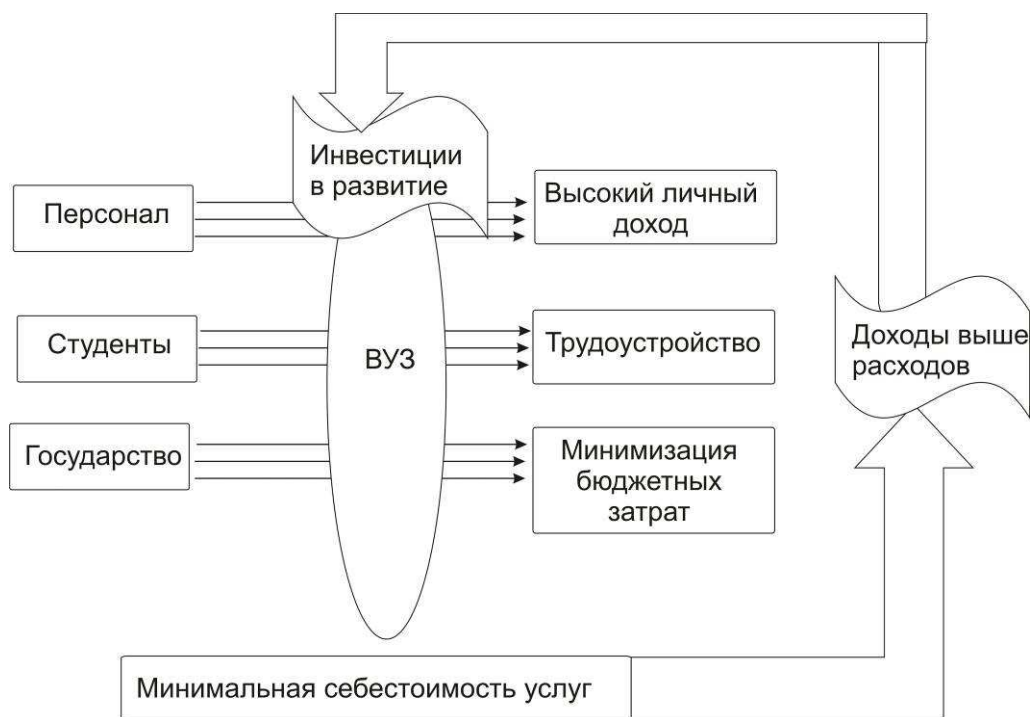 Инвестиции
в развитие
Персонал
Высокий личный
доход
Студенты
ВУЗ
Трудоустройство
Доходы выше
расходов
Государство
Минимизация
бюджетных
затрат
Минимальная себестоимость услуг